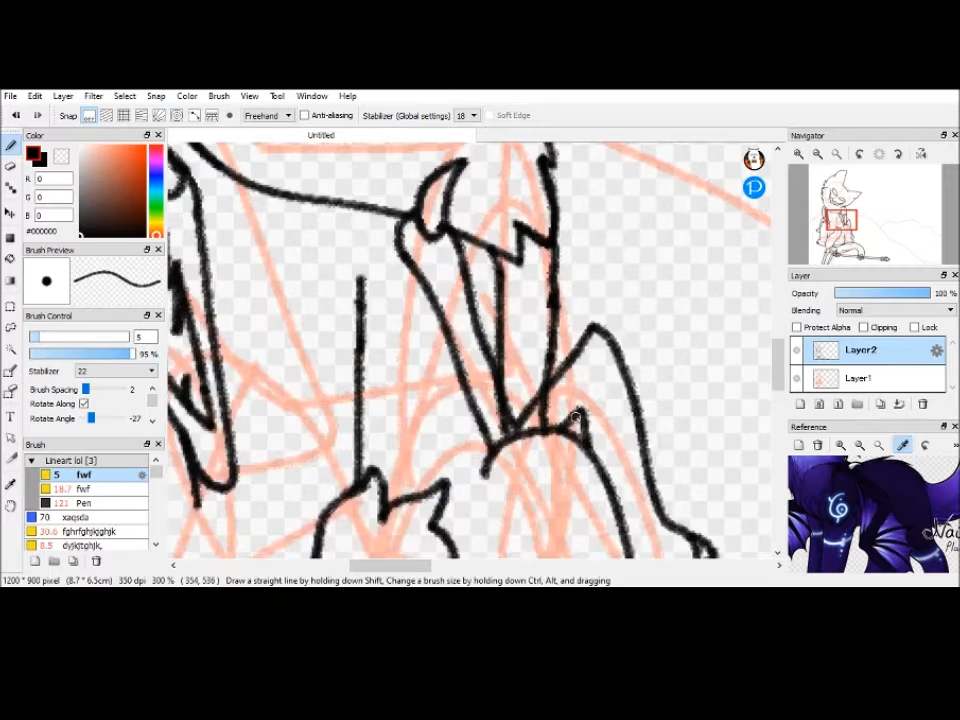 File Edit Layer Filter Select Snap Color Brush View Tool Window Help
Snap off Freehand Anti-aliasing Stabilizer (Global settings) 18 Soft Edge
Color
Untitled
Navigator
R 0
G 0
B 0
#000000
Brush Preview
Brush Control
5
95 %
Stabilizer 22
Brush Spacing 2
Rotate Along
Rotate Angle -27
Brush
Lineart lol [3]
5 fwf
18.7 fwf
121 Pen
70 xaqsda
30.6 fghrfghjkjghjk
8.5 dyjkjtghjk,
Layer
Opacity 100 %
Blending Normal
Protect Alpha Clipping Lock
Layer2
Layer1
Reference
1200 * 900 pixel (8.7 * 6.5cm) 350 dpi 300 % ( 354, 536 ) Draw a straight line by holding down Shift, Change a brush size by holding down Ctrl, Alt, and dragging